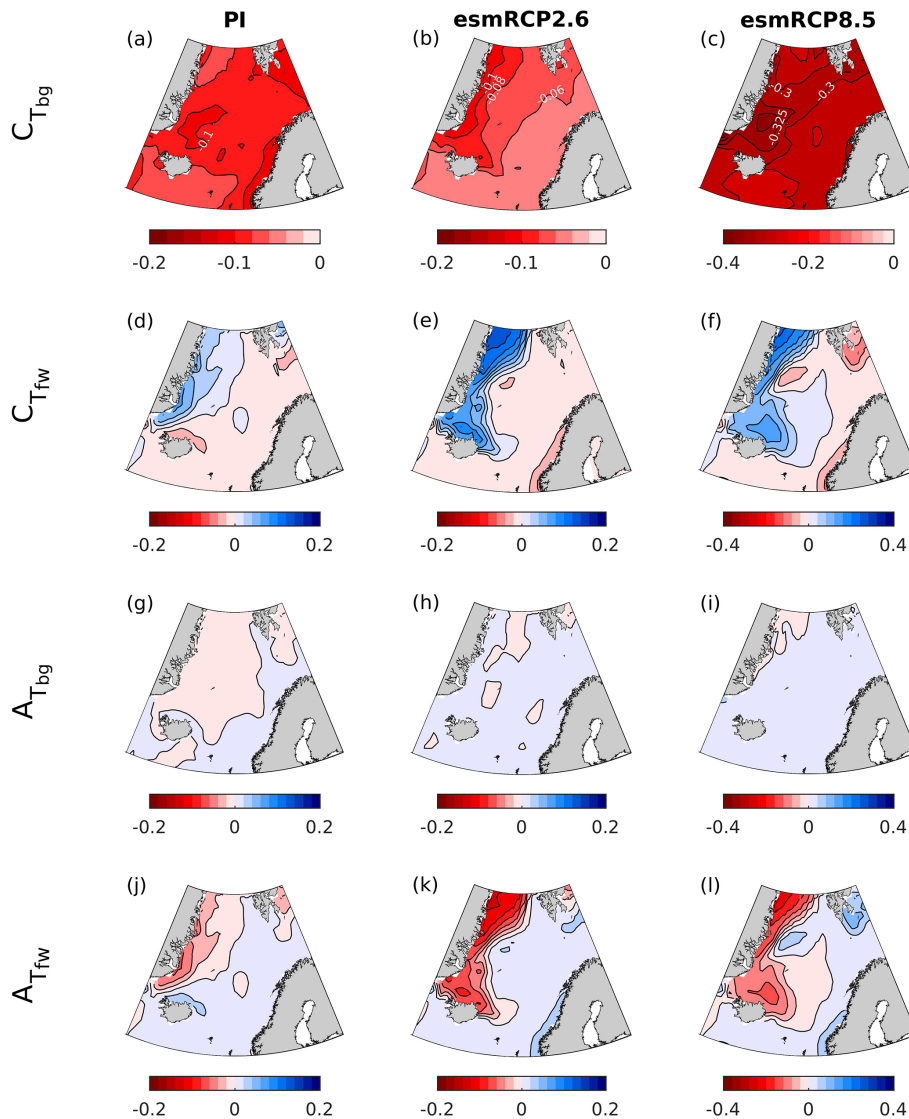 PI esmRCP2.6 esmRCP8.5
(a) (b) (c)
C_Tbg
-0.1
-0.1 -0.08 -0.06
-0.3 -0.3 -0.325
-0.2 -0.1 0 -0.2 -0.1 0 -0.4 -0.2 0
(d) (e) (f)
C_Tfw
-0.2 0 0.2 -0.2 0 0.2 -0.4 0 0.4
(g) (h) (i)
A_Tbg
-0.2 0 0.2 -0.2 0 0.2 -0.4 0 0.4
(j) (k) (l)
A_Tfw
-0.2 0 0.2 -0.2 0 0.2 -0.4 0 0.4